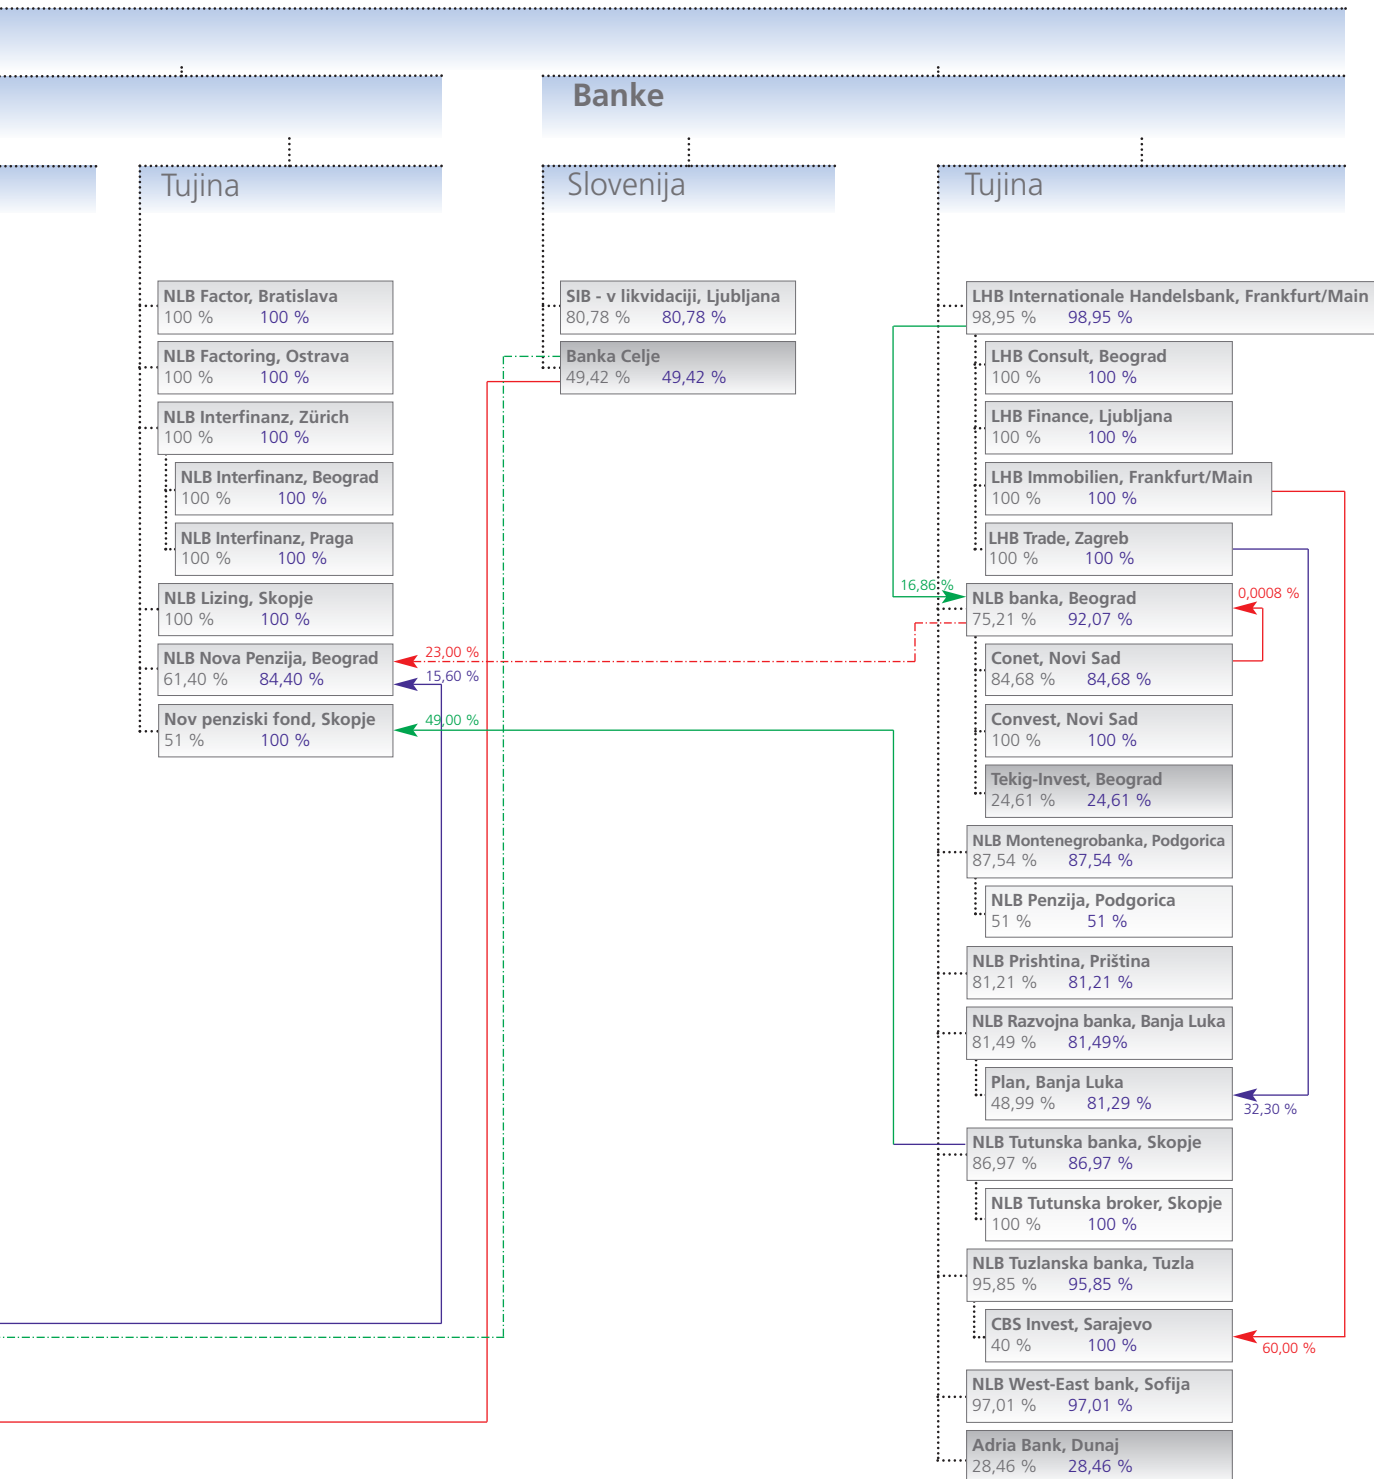 Banke
Tujina
Slovenija
Tujina
NLB Factor, Bratislava
100 % 100 %
NLB Factoring, Ostrava
100 % 100 %
NLB Interfinanz, Zürich
100 % 100 %
NLB Interfinanz, Beograd
100 % 100 %
NLB Interfinanz, Praga
100 % 100 %
NLB Lizing, Skopje
100 % 100 %
NLB Nova Penzija, Beograd
61,40 % 84,40 %
23,00 %
15,60 %
Nov penziski fond, Skopje
51 % 100 %
49,00 %
SIB - v likvidaciji, Ljubljana
80,78 % 80,78 %
Banka Celje
49,42 % 49,42 %
LHB Internationale Handelsbank, Frankfurt/Main
98,95 % 98,95 %
LHB Consult, Beograd
100 % 100 %
LHB Finance, Ljubljana
100 % 100 %
LHB Immobilien, Frankfurt/Main
100 % 100 %
LHB Trade, Zagreb
100 % 100 %
16,86 %
NLB banka, Beograd
75,21 % 92,07 %
0,0008 %
Conet, Novi Sad
84,68 % 84,68 %
Convest, Novi Sad
100 % 100 %
Tekig-Invest, Beograd
24,61 % 24,61 %
NLB Montenegrobanka, Podgorica
87,54 % 87,54 %
NLB Penzija, Podgorica
51 % 51 %
NLB Prishtina, Priština
81,21 % 81,21 %
NLB Razvojna banka, Banja Luka
81,49 % 81,49%
Plan, Banja Luka
48,99 % 81,29 %
32,30 %
NLB Tutunska banka, Skopje
86,97 % 86,97 %
NLB Tutunska broker, Skopje
100 % 100 %
NLB Tuzlanska banka, Tuzla
95,85 % 95,85 %
CBS Invest, Sarajevo
40 % 100 %
60,00 %
NLB West-East bank, Sofija
97,01 % 97,01 %
Adria Bank, Dunaj
28,46 % 28,46 %